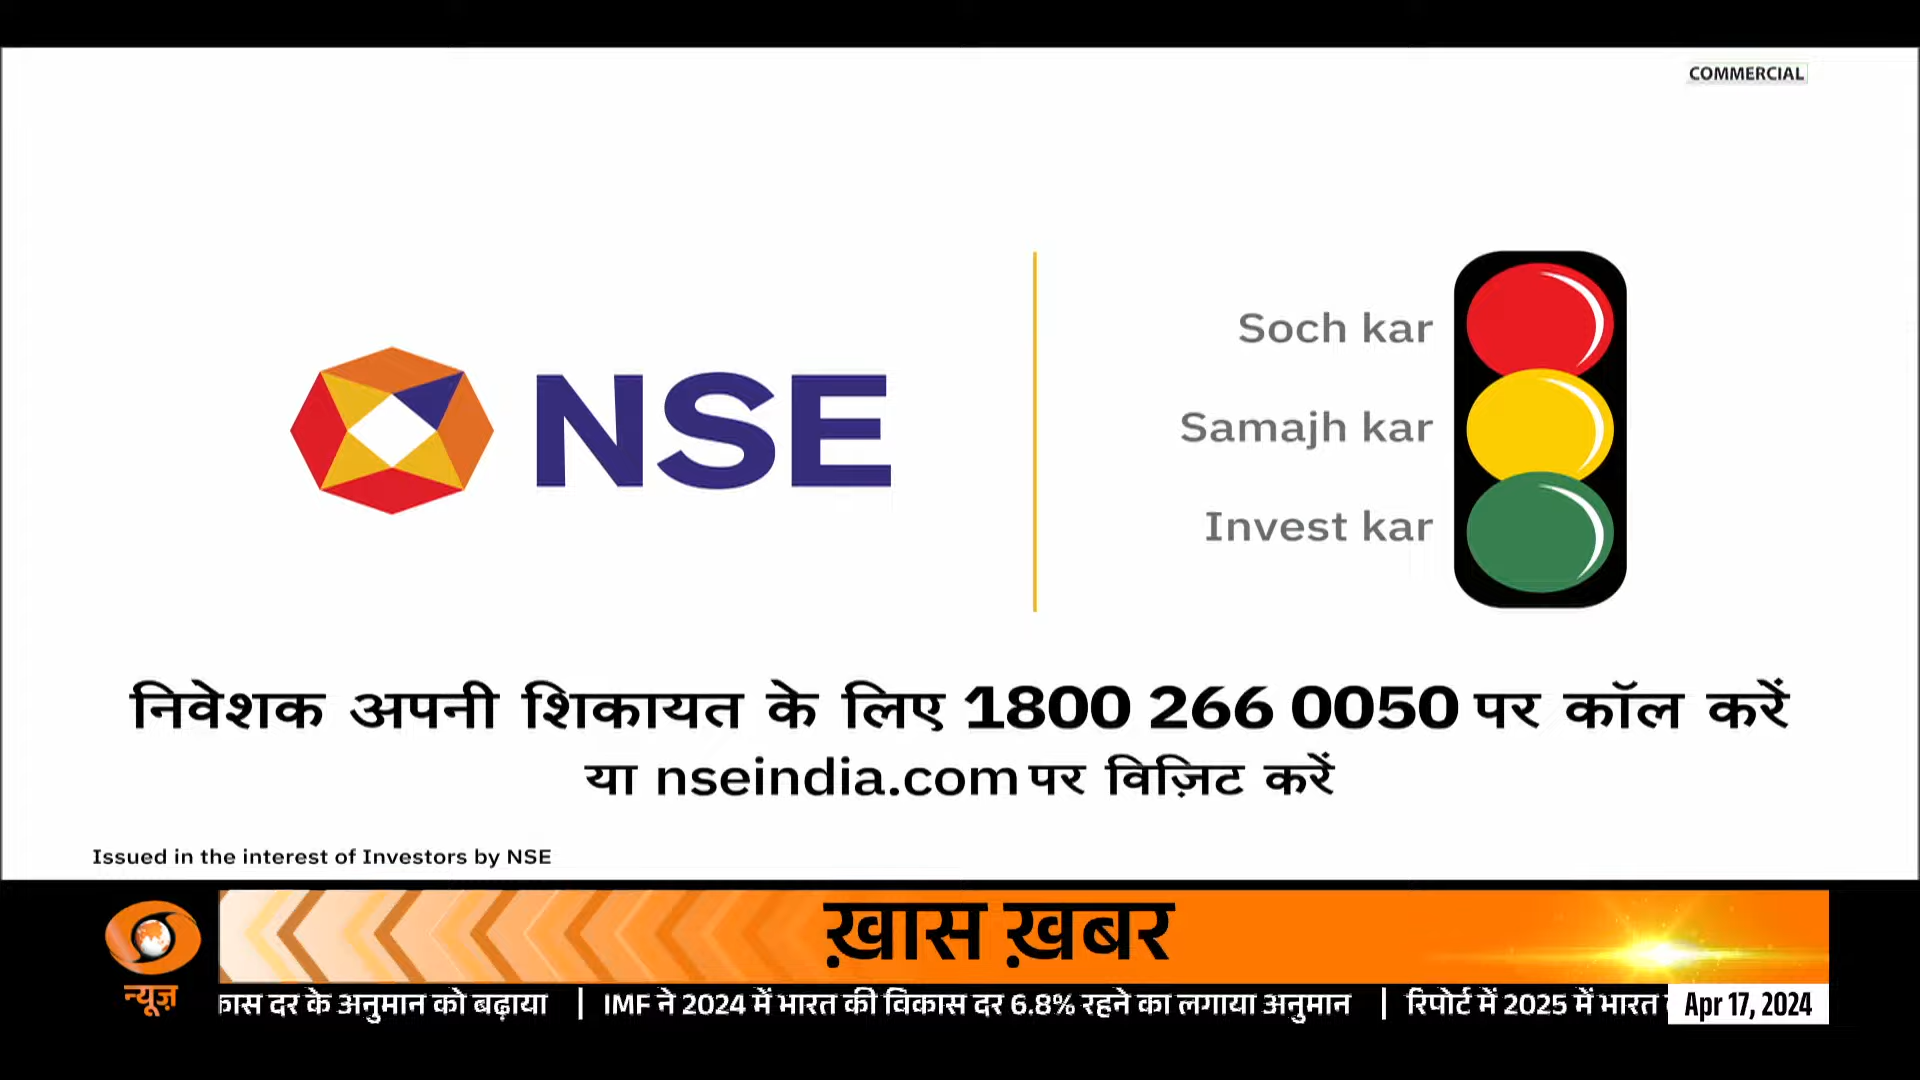 COMMERCIAL
NSE
Soch kar
Samajh kar
Invest kar
निवेशक अपनी शिकायत के लिए 1800 266 0050 पर कॉल करें
या nseindia.com पर विज़िट करें
Issued in the interest of Investors by NSE
ख़ास ख़बर
न्यूज़
दर के अनुमान को बढ़ाया | IMF ने 2024 में भारत की विकास दर 6.8% रहने का लगाया अनुमान | रिपोर्ट में 2025 में भारत
Apr 17, 2024